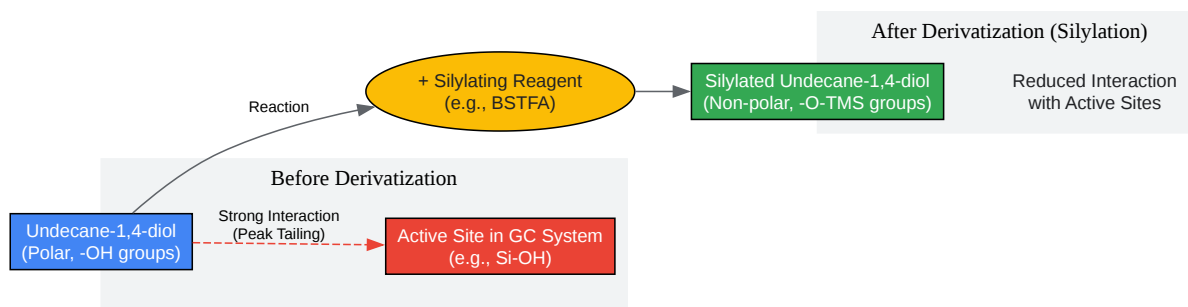 After Derivatization (Silylation)
+ Silylating Reagent
(e.g., BSTFA)
Silylated Undecane-1,4-diol
(Non-polar, -O-TMS groups)
Reduced Interaction
with Active Sites
Reaction
Before Derivatization
Undecane-1,4-diol
(Polar, -OH groups)
Strong Interaction
(Peak Tailing)
Active Site in GC System
(e.g., Si-OH)